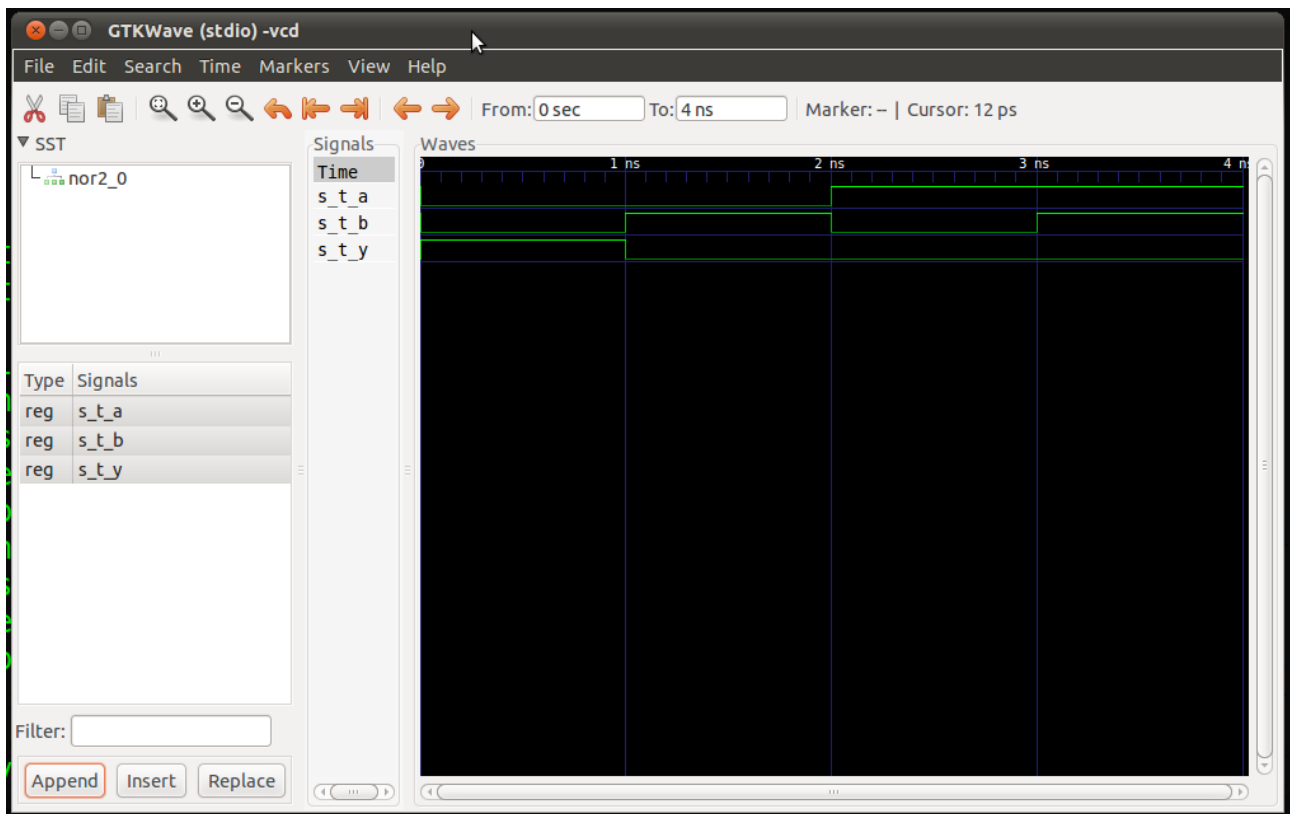 GTKWave (stdio) -vcd
File Edit Search Time Markers View Help
From: 0 sec To: 4 ns Marker: -- | Cursor: 12 ps
SST
nor2_0
Type Signals
reg s_t_a
reg s_t_b
reg s_t_y
Filter:
Append Insert Replace
Signals
Time
s_t_a
s_t_b
s_t_y
Waves
0 1 ns 2 ns 3 ns 4 n